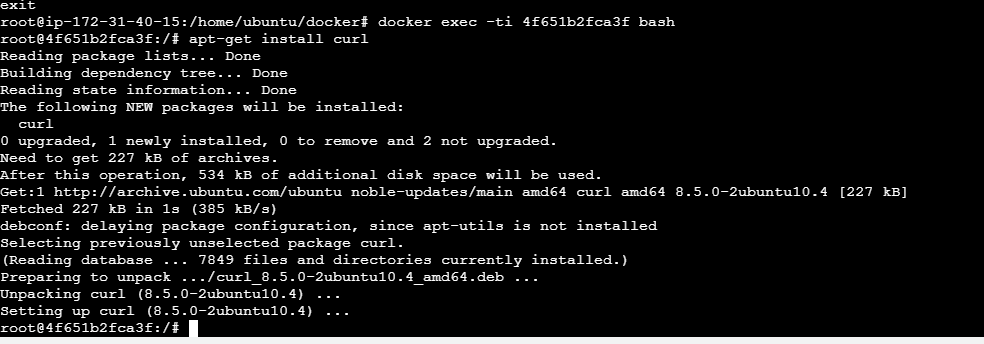 exit
root@ip-172-31-40-15:/home/ubuntu/docker# docker exec -ti 4f651b2fca3f bash
root@4f651b2fca3f:/# apt-get install curl
Reading package lists... Done
Building dependency tree... Done
Reading state information... Done
The following NEW packages will be installed:
  curl
0 upgraded, 1 newly installed, 0 to remove and 2 not upgraded.
Need to get 227 kB of archives.
After this operation, 534 kB of additional disk space will be used.
Get:1 http://archive.ubuntu.com/ubuntu noble-updates/main amd64 curl amd64 8.5.0-2ubuntu10.4 [227 kB]
Fetched 227 kB in 1s (385 kB/s)
debconf: delaying package configuration, since apt-utils is not installed
Selecting previously unselected package curl.
(Reading database ... 7849 files and directories currently installed.)
Preparing to unpack .../curl_8.5.0-2ubuntu10.4_amd64.deb ...
Unpacking curl (8.5.0-2ubuntu10.4) ...
Setting up curl (8.5.0-2ubuntu10.4) ...
root@4f651b2fca3f:/#